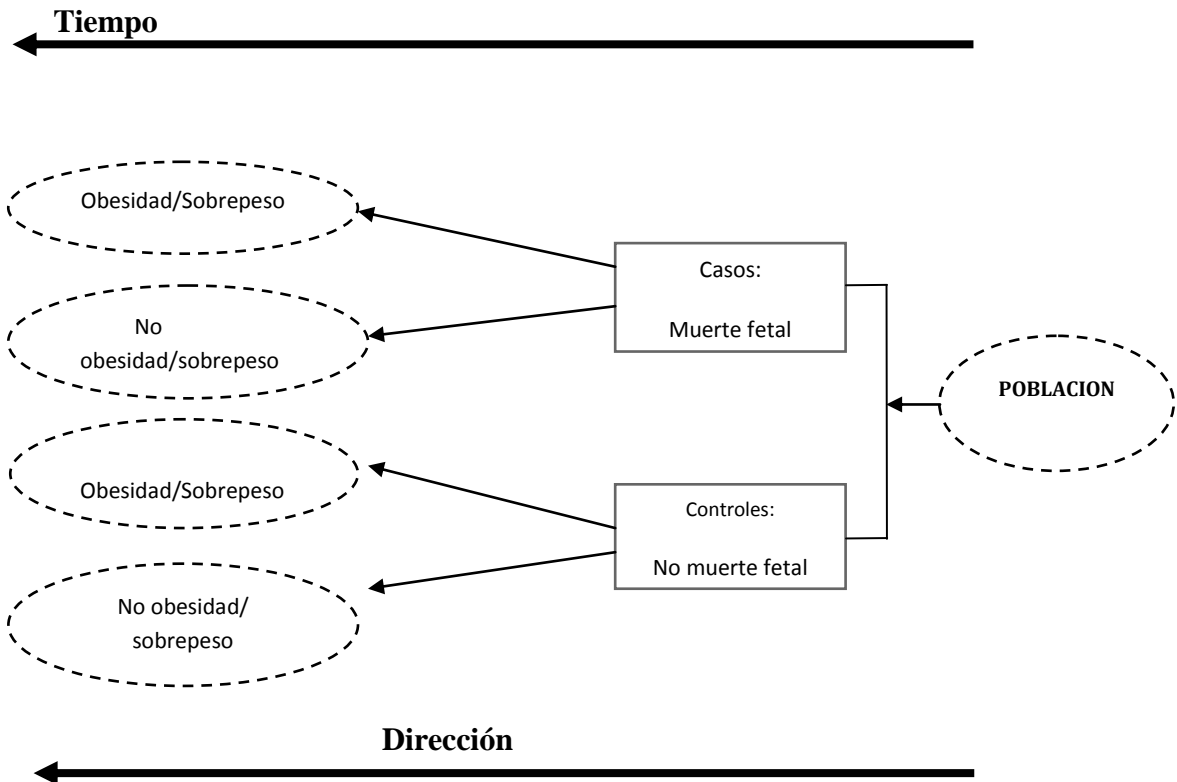 Tiempo
Obesidad/Sobrepeso
No
obesidad/sobrepeso
Obesidad/Sobrepeso
No obesidad/
sobrepeso
Casos:
Muerte fetal
Controles:
No muerte fetal
POBLACION
Dirección